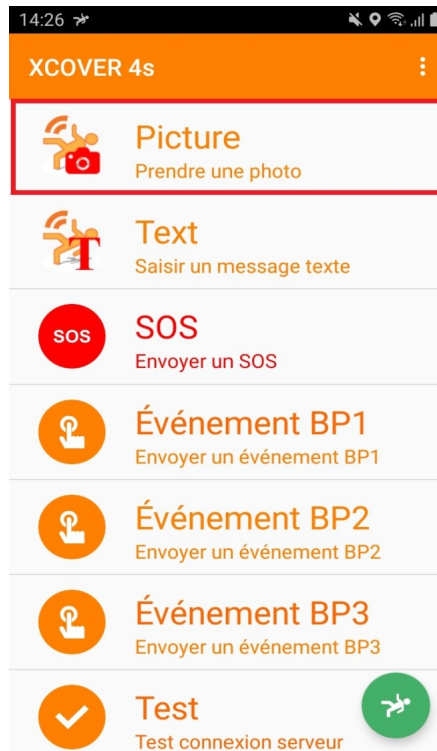 14:26
XCOVER 4s
Picture
Prendre une photo
T
Text
Saisir un message texte
SOS
SOS
Envoyer un SOS
Événement BP1
Envoyer un événement BP1
Événement BP2
Envoyer un événement BP2
Événement BP3
Envoyer un événement BP3
Test
Test connexion serveur